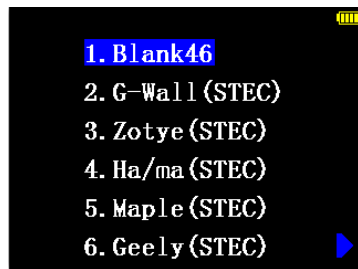 1.Blank46
2.G-Wall(STEC)
3.Zotye(STEC)
4.Ha/ma(STEC)
5.Maple(STEC)
6.Geely(STEC)